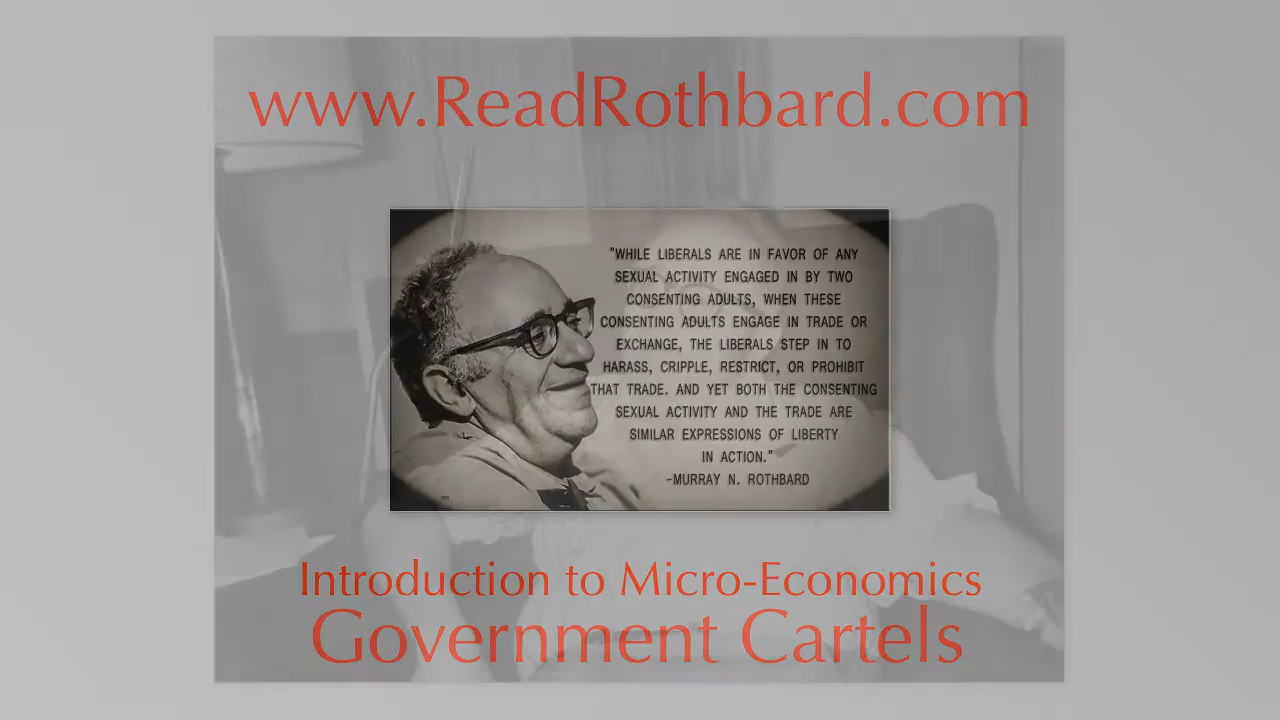 www.ReadRothbard.com
"WHILE LIBERALS ARE IN FAVOR OF ANY
SEXUAL ACTIVITY ENGAGED IN BY TWO
CONSENTING ADULTS, WHEN THESE
CONSENTING ADULTS ENGAGE IN TRADE OR
EXCHANGE, THE LIBERALS STEP IN TO
HARASS, CRIPPLE, RESTRICT, OR PROHIBIT
THAT TRADE. AND YET BOTH THE CONSENTING
SEXUAL ACTIVITY AND THE TRADE ARE
SIMILAR EXPRESSIONS OF LIBERTY
IN ACTION."
-MURRAY N. ROTHBARD
Introduction to Micro-Economics
Government Cartels